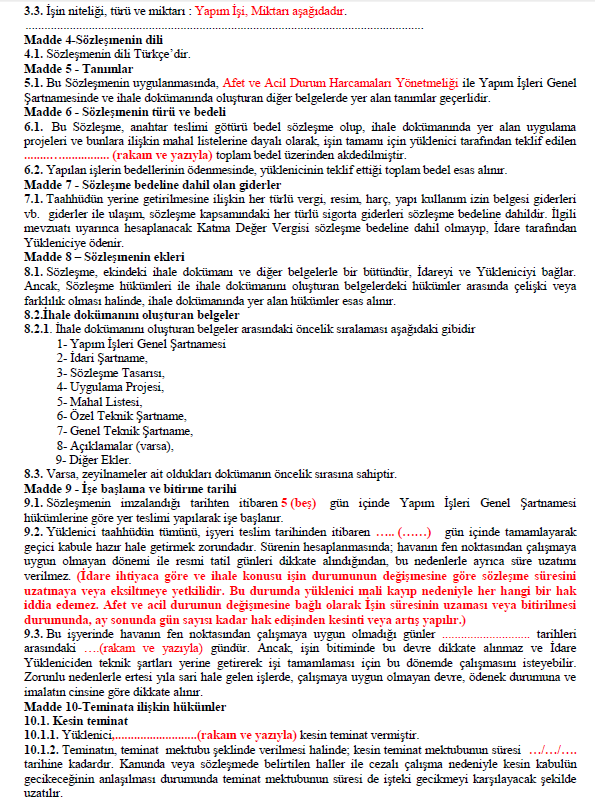 3.3. İşin niteliği, türü ve miktarı : Yapım İşi, Miktarı aşağıdadır.
............................................................................................................................
Madde 4-Sözleşmenin dili
4.1. Sözleşmenin dili Türkçe'dir.
Madde 5 - Tanımlar
5.1. Bu Sözleşmenin uygulanmasında, Afet ve Acil Durum Harcamaları Yönetmeliği ile Yapım İşleri Genel
Şartnamesinde ve ihale dokümanında oluşturan diğer belgelerde yer alan tanımlar geçerlidir.
Madde 6 - Sözleşmenin türü ve bedeli
6.1. Bu Sözleşme, anahtar teslimi götürü bedel sözleşme olup, ihale dokümanında yer alan uygulama
projeleri ve bunlara ilişkin mahal listelerine dayalı olarak, işin tamamı için yüklenici tarafından teklif edilen
........................... (rakam ve yazıyla) toplam bedel üzerinden akdedilmiştir.
6.2. Yapılan işlerin bedellerinin ödenmesinde, yüklenicinin teklif ettiği toplam bedel esas alınır.
Madde 7 - Sözleşme bedeline dahil olan giderler
7.1. Taahhüdün yerine getirilmesine ilişkin her türlü vergi, resim, harç, yapı kullanım izin belgesi giderleri
vb. giderler ile ulaşım, sözleşme kapsamındaki her türlü sigorta giderleri sözleşme bedeline dahildir. İlgili
mevzuatı uyarınca hesaplanacak Katma Değer Vergisi sözleşme bedeline dahil olmayıp, İdare tarafından
Yükleniciye ödenir.
Madde 8 – Sözleşmenin ekleri
8.1. Sözleşme, ekindeki ihale dokümanı ve diğer belgelerle bir bütündür, İdareyi ve Yükleniciyi bağlar.
Ancak, Sözleşme hükümleri ile ihale dokümanını oluşturan belgelerdeki hükümler arasında çelişki veya
farklılık olması halinde, ihale dokümanında yer alan hükümler esas alınır.
8.2.İhale dokümanını oluşturan belgeler
8.2.1. İhale dokümanını oluşturan belgeler arasındaki öncelik sıralaması aşağıdaki gibidir
1- Yapım İşleri Genel Şartnamesi
2- İdari Şartname,
3- Sözleşme Tasarısı,
4- Uygulama Projesi,
5- Mahal Listesi,
6- Özel Teknik Şartname,
7- Genel Teknik Şartname,
8- Açıklamalar (varsa),
9- Diğer Ekler.
8.3. Varsa, zeyilnameler ait oldukları dokümanın öncelik sırasına sahiptir.
Madde 9 - İşe başlama ve bitirme tarihi
9.1. Sözleşmenin imzalandığı tarihten itibaren 5 (beş) gün içinde Yapım İşleri Genel Şartnamesi
hükümlerine göre yer teslimi yapılarak işe başlanır.
9.2. Yüklenici taahhüdün tümünü, işyeri teslim tarihinden itibaren ….. (……) gün içinde tamamlayarak
geçici kabule hazır hale getirmek zorundadır. Sürenin hesaplanmasında; havanın fen noktasından çalışmaya
uygun olmayan dönemi ile resmi tatil günleri dikkate alındığından, bu nedenlerle ayrıca süre uzatımı
verilmez. (İdare ihtiyaca göre ve ihale konusu işin durumunun değişmesine göre sözleşme süresini
uzatmaya veya eksiltmeye yetkilidir. Bu durumda yüklenici mali kayıp nedeniyle her hangi bir hak
iddia edemez. Afet ve acil durumun değişmesine bağlı olarak İşin süresinin uzaması veya bitirilmesi
durumunda, ay sonunda gün sayısı kadar hak edişinden kesinti veya artış yapılır.)
9.3. Bu işyerinde havanın fen noktasından çalışmaya uygun olmadığı günler ............................ tarihleri
arasındaki ….(rakam ve yazıyla) gündür. Ancak, işin bitiminde bu devre dikkate alınmaz ve İdare
Yükleniciden teknik şartları yerine getirerek işi tamamlaması için bu dönemde çalışmasını isteyebilir.
Zorunlu nedenlerle ertesi yıla sari hale gelen işlerde, çalışmaya uygun olmayan devre, ödenek durumuna ve
imalatın cinsine göre dikkate alınır.
Madde 10-Teminata ilişkin hükümler
10.1. Kesin teminat
10.1.1. Yüklenici,..........................(rakam ve yazıyla) kesin teminat vermiştir.
10.1.2. Teminatın, teminat mektubu şeklinde verilmesi halinde; kesin teminat mektubunun süresi …/…/….
tarihine kadardır. Kanunda veya sözleşmede belirtilen haller ile cezalı çalışma nedeniyle kesin kabulün
gecikeceğinin anlaşılması durumunda teminat mektubunun süresi de işteki gecikmeyi karşılayacak şekilde
uzatılır.